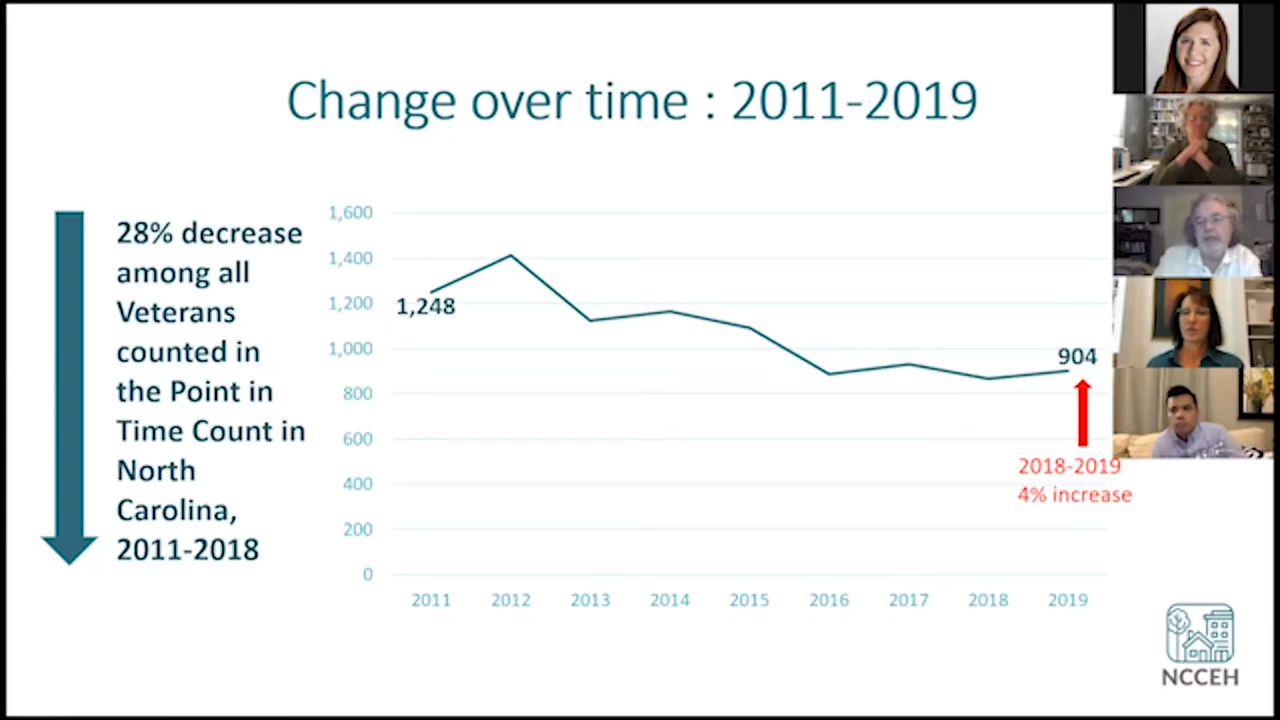 Change over time : 2011-2019
28% decrease
among all
Veterans
counted in
the Point in
Time Count in
North
Carolina,
2011-2018
1,600
1,400
1,200
1,000
800
600
400
200
0
1,248
904
2018-2019
4% increase
2011 2012 2013 2014 2015 2016 2017 2018 2019
NCCEH